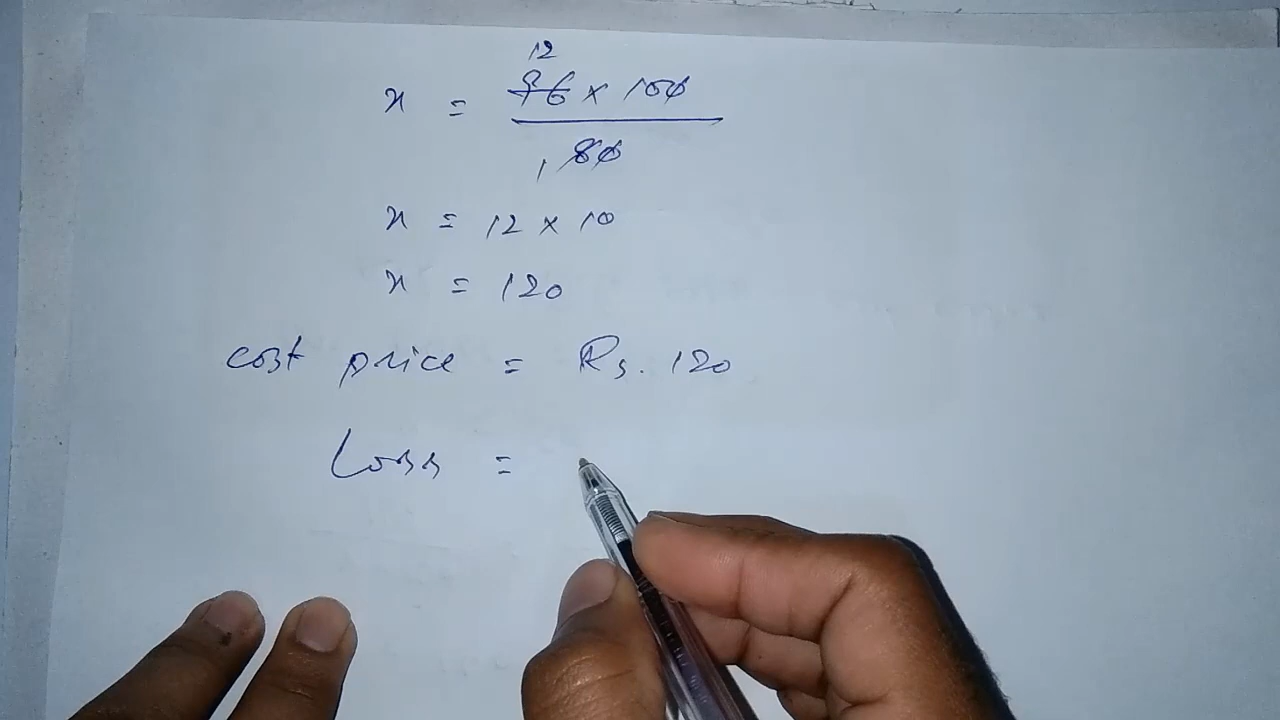 12
x = 96 × 100
1 80
x = 12 × 10
x = 120
cost price = Rs. 120
Loss =